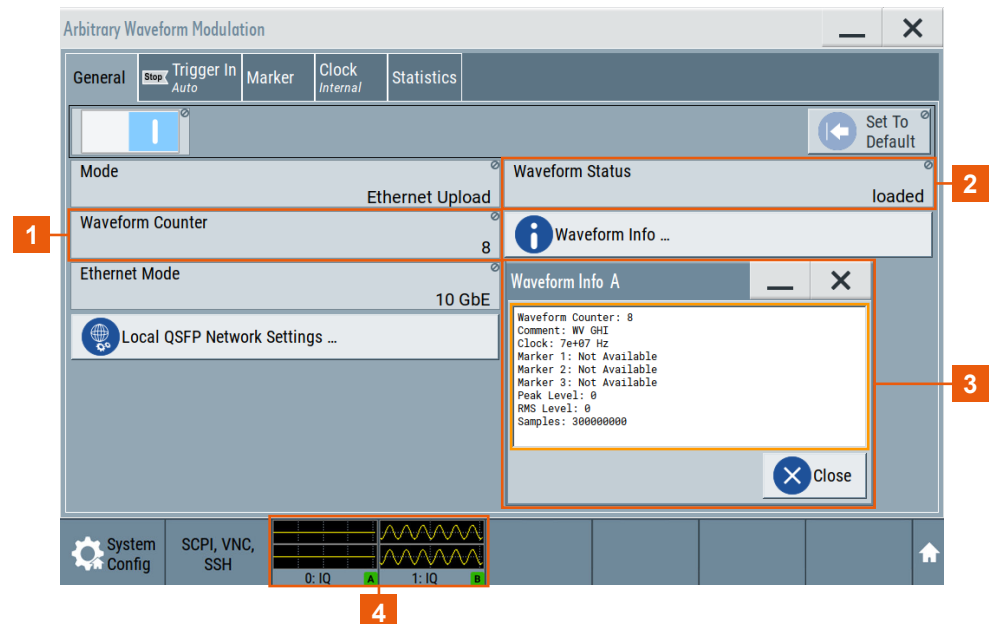 Arbitrary Waveform Modulation
General
Stop
Trigger In
Auto
Marker
Clock
Internal
Statistics
Set To
Default
Mode
Ethernet Upload
Waveform Status
loaded
2
1
Waveform Counter
8
Waveform Info ...
Ethernet Mode
10 GbE
Local QSFP Network Settings ...
Waveform Info A
Waveform Counter: 8
Comment: WV GHI
Clock: 7e+07 Hz
Marker 1: Not Available
Marker 2: Not Available
Marker 3: Not Available
Peak Level: 0
RMS Level: 0
Samples: 300000000
3
Close
System
Config
SCPI, VNC,
SSH
0: IQ
A
1: IQ
B
4